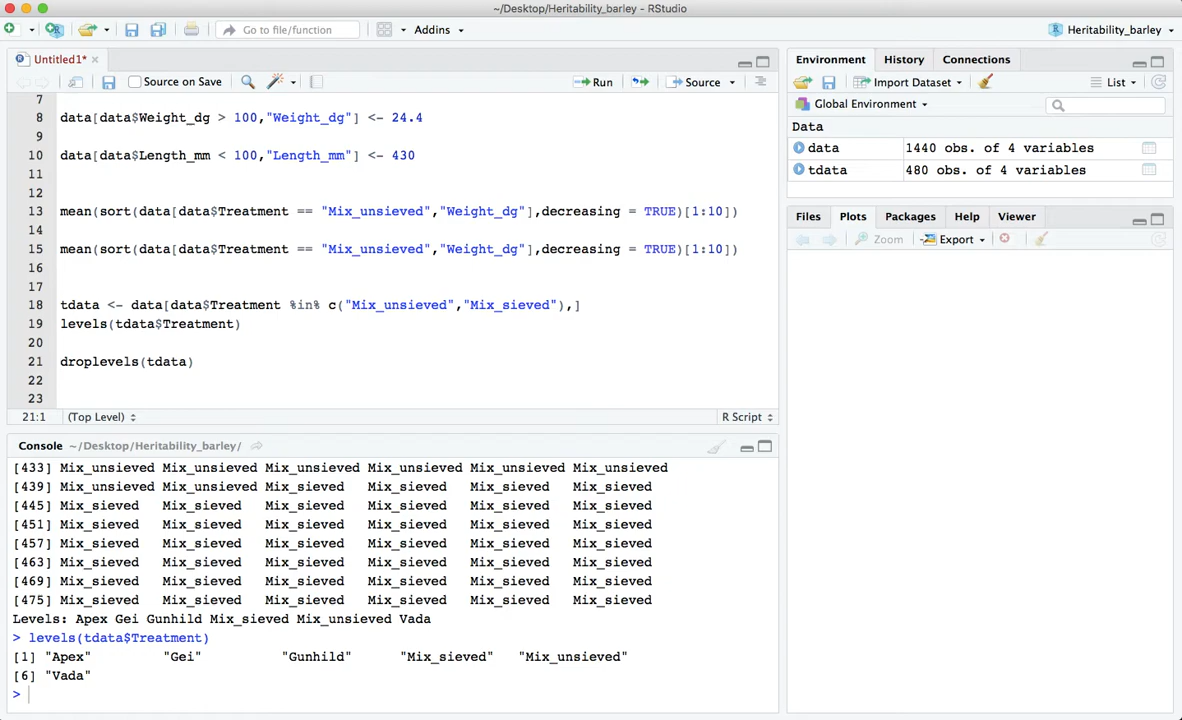 ~/Desktop/Heritability_barley - RStudio
Go to file/function
Addins
Heritability_barley
Untitled1*
Source on Save
Run
Source
7
8 data[data$Weight_dg > 100,"Weight_dg"] <- 24.4
9
10 data[data$Length_mm < 100,"Length_mm"] <- 430
11
12
13 mean(sort(data[data$Treatment == "Mix_unsieved","Weight_dg"],decreasing = TRUE)[1:10])
14
15 mean(sort(data[data$Treatment == "Mix_unsieved","Weight_dg"],decreasing = TRUE)[1:10])
16
17
18 tdata <- data[data$Treatment %in% c("Mix_unsieved","Mix_sieved"),]
19 levels(tdata$Treatment)
20
21 droplevels(tdata)
22
23
21:1 (Top Level) R Script
Console ~/Desktop/Heritability_barley/
[433] Mix_unsieved Mix_unsieved Mix_unsieved Mix_unsieved Mix_unsieved Mix_unsieved
[439] Mix_unsieved Mix_unsieved Mix_sieved Mix_sieved Mix_sieved Mix_sieved
[445] Mix_sieved Mix_sieved Mix_sieved Mix_sieved Mix_sieved Mix_sieved
[451] Mix_sieved Mix_sieved Mix_sieved Mix_sieved Mix_sieved Mix_sieved
[457] Mix_sieved Mix_sieved Mix_sieved Mix_sieved Mix_sieved Mix_sieved
[463] Mix_sieved Mix_sieved Mix_sieved Mix_sieved Mix_sieved Mix_sieved
[469] Mix_sieved Mix_sieved Mix_sieved Mix_sieved Mix_sieved Mix_sieved
[475] Mix_sieved Mix_sieved Mix_sieved Mix_sieved Mix_sieved Mix_sieved
Levels: Apex Gei Gunhild Mix_sieved Mix_unsieved Vada
> levels(tdata$Treatment)
[1] "Apex" "Gei" "Gunhild" "Mix_sieved" "Mix_unsieved"
[6] "Vada"
>
Environment History Connections
Import Dataset List
Global Environment
Data
data 1440 obs. of 4 variables
tdata 480 obs. of 4 variables
Files Plots Packages Help Viewer
Zoom Export